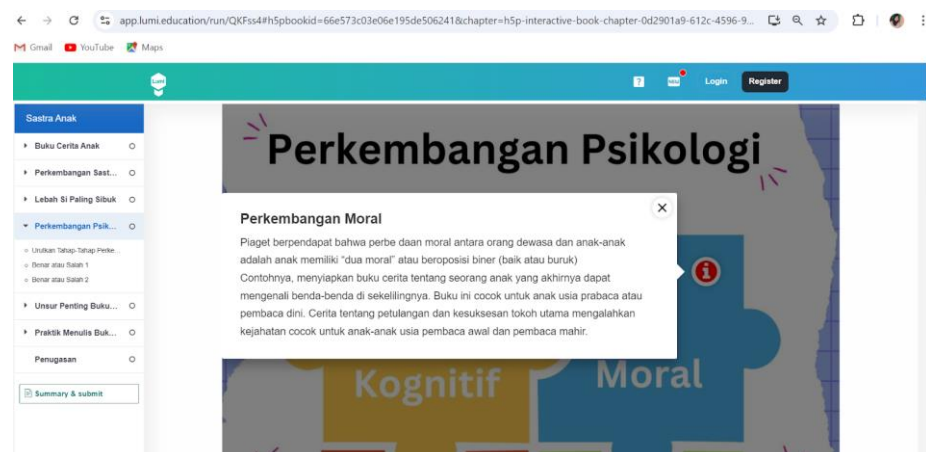 app.lumi.education/run/QKFss4#h5pbookid=66e573c03e06e195de506241&chapter=h5p-interactive-book-chapter-0d2901a9-612c-4596-9...
Gmail YouTube Maps
Lumi
? NEW Login Register
Sastra Anak
Buku Cerita Anak
Perkembangan Sast...
Lebah Si Paling Sibuk
Perkembangan Psik...
Urutkan Tahap-Tahap Perke...
Benar atau Salah 1
Benar atau Salah 2
Unsur Penting Buku...
Praktik Menulis Buk...
Penugasan
Summary & submit
Perkembangan Psikologi
Perkembangan Moral
Piaget berpendapat bahwa perbe daan moral antara orang dewasa dan anak-anak
adalah anak memiliki “dua moral” atau beroposisi biner (baik atau buruk)
Contohnya, menyiapkan buku cerita tentang seorang anak yang akhirnya dapat
mengenali benda-benda di sekelilingnya. Buku ini cocok untuk anak usia prabaca atau
pembaca dini. Cerita tentang petulangan dan kesuksesan tokoh utama mengalahkan
kejahatan cocok untuk anak-anak usia pembaca awal dan pembaca mahir.
Kognitif
Moral